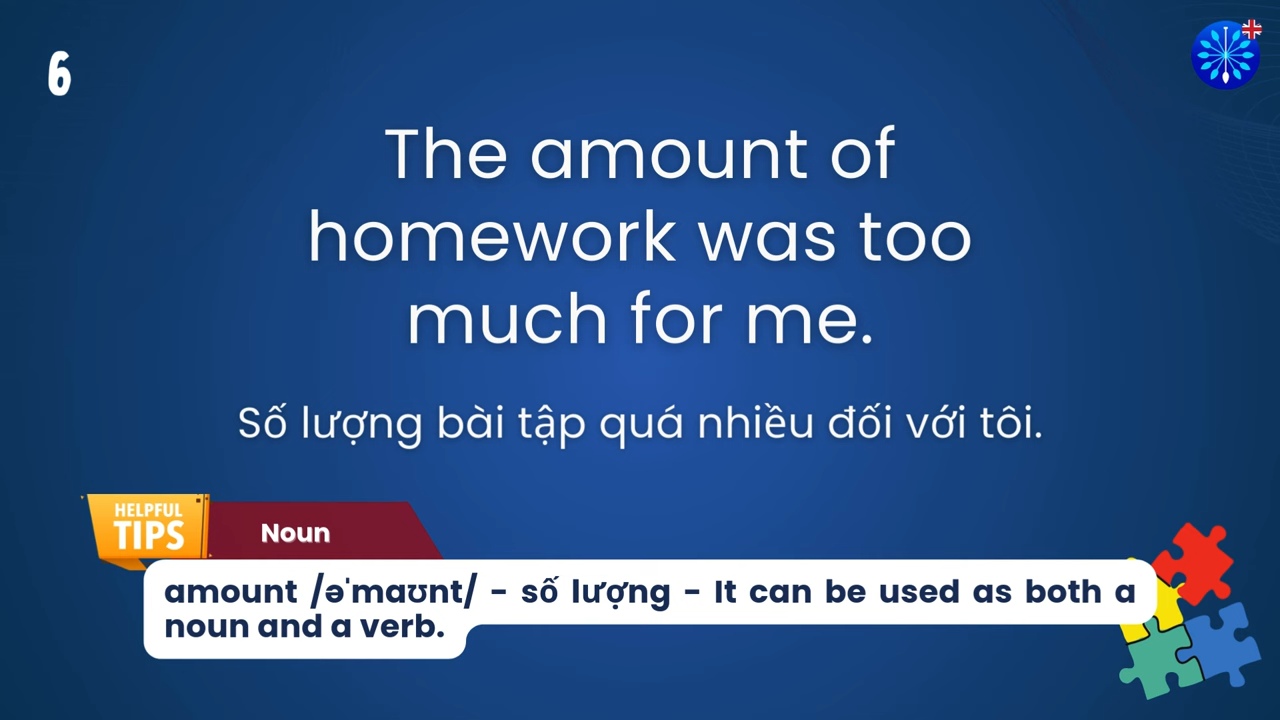 6
The amount of
homework was too
much for me.
Số lượng bài tập quá nhiều đối với tôi.
HELPFUL
TIPS
Noun
amount /əˈmaʊnt/ - số lượng - It can be used as both a
noun and a verb.